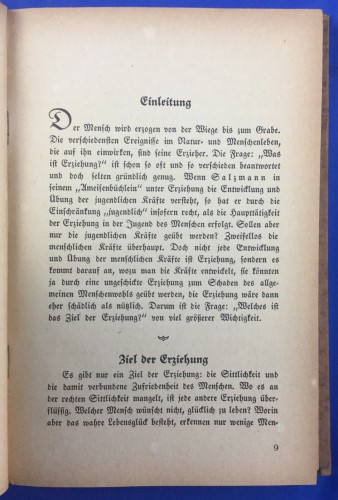 Einleitung
Der Mensch wird erzogen von der Wiege bis zum Grabe.
Die verschiedensten Ereignisse im Natur- und Menschenleben,
die auf ihn einwirken, sind seine Erzieher. Die Frage: „Was
ist Erziehung?“ ist schon so oft und so verschieden beantwortet
und doch selten gründlich genug. Wenn Salzmann in
seinem „Ameisenbüchlein“ unter Erziehung die Entwicklung und
Übung der jugendlichen Kräfte versteht, so hat er durch die
Einschränkung „jugendlich“ insofern recht, als die Haupttätigkeit
der Erziehung in der Jugend des Menschen erfolgt. Sollen aber
nur die jugendlichen Kräfte geübt werden? Zweifellos die
menschlichen Kräfte überhaupt. Doch nicht jede Entwicklung
und Übung der menschlichen Kräfte ist Erziehung, sondern es
kommt darauf an, wozu man die Kräfte entwickelt, sie könnten
ja durch eine ungeschickte Erziehung zum Schaden des allge-
meinen Menschenwohls geübt werden, die Erziehung wäre dann
eher schädlich als nützlich. Darum ist die Frage: „Welches ist
das Ziel der Erziehung?“ von viel größerer Wichtigkeit.
Ziel der Erziehung
Es gibt nur ein Ziel der Erziehung: die Sittlichkeit und
die damit verbundene Zufriedenheit des Menschen. Wo es an
der rechten Sittlichkeit mangelt, ist jede andere Erziehung über-
flüssig. Welcher Mensch wünscht nicht, glücklich zu leben? Worin
aber das wahre Lebensglück besteht, erkennen nur wenige Men-
9